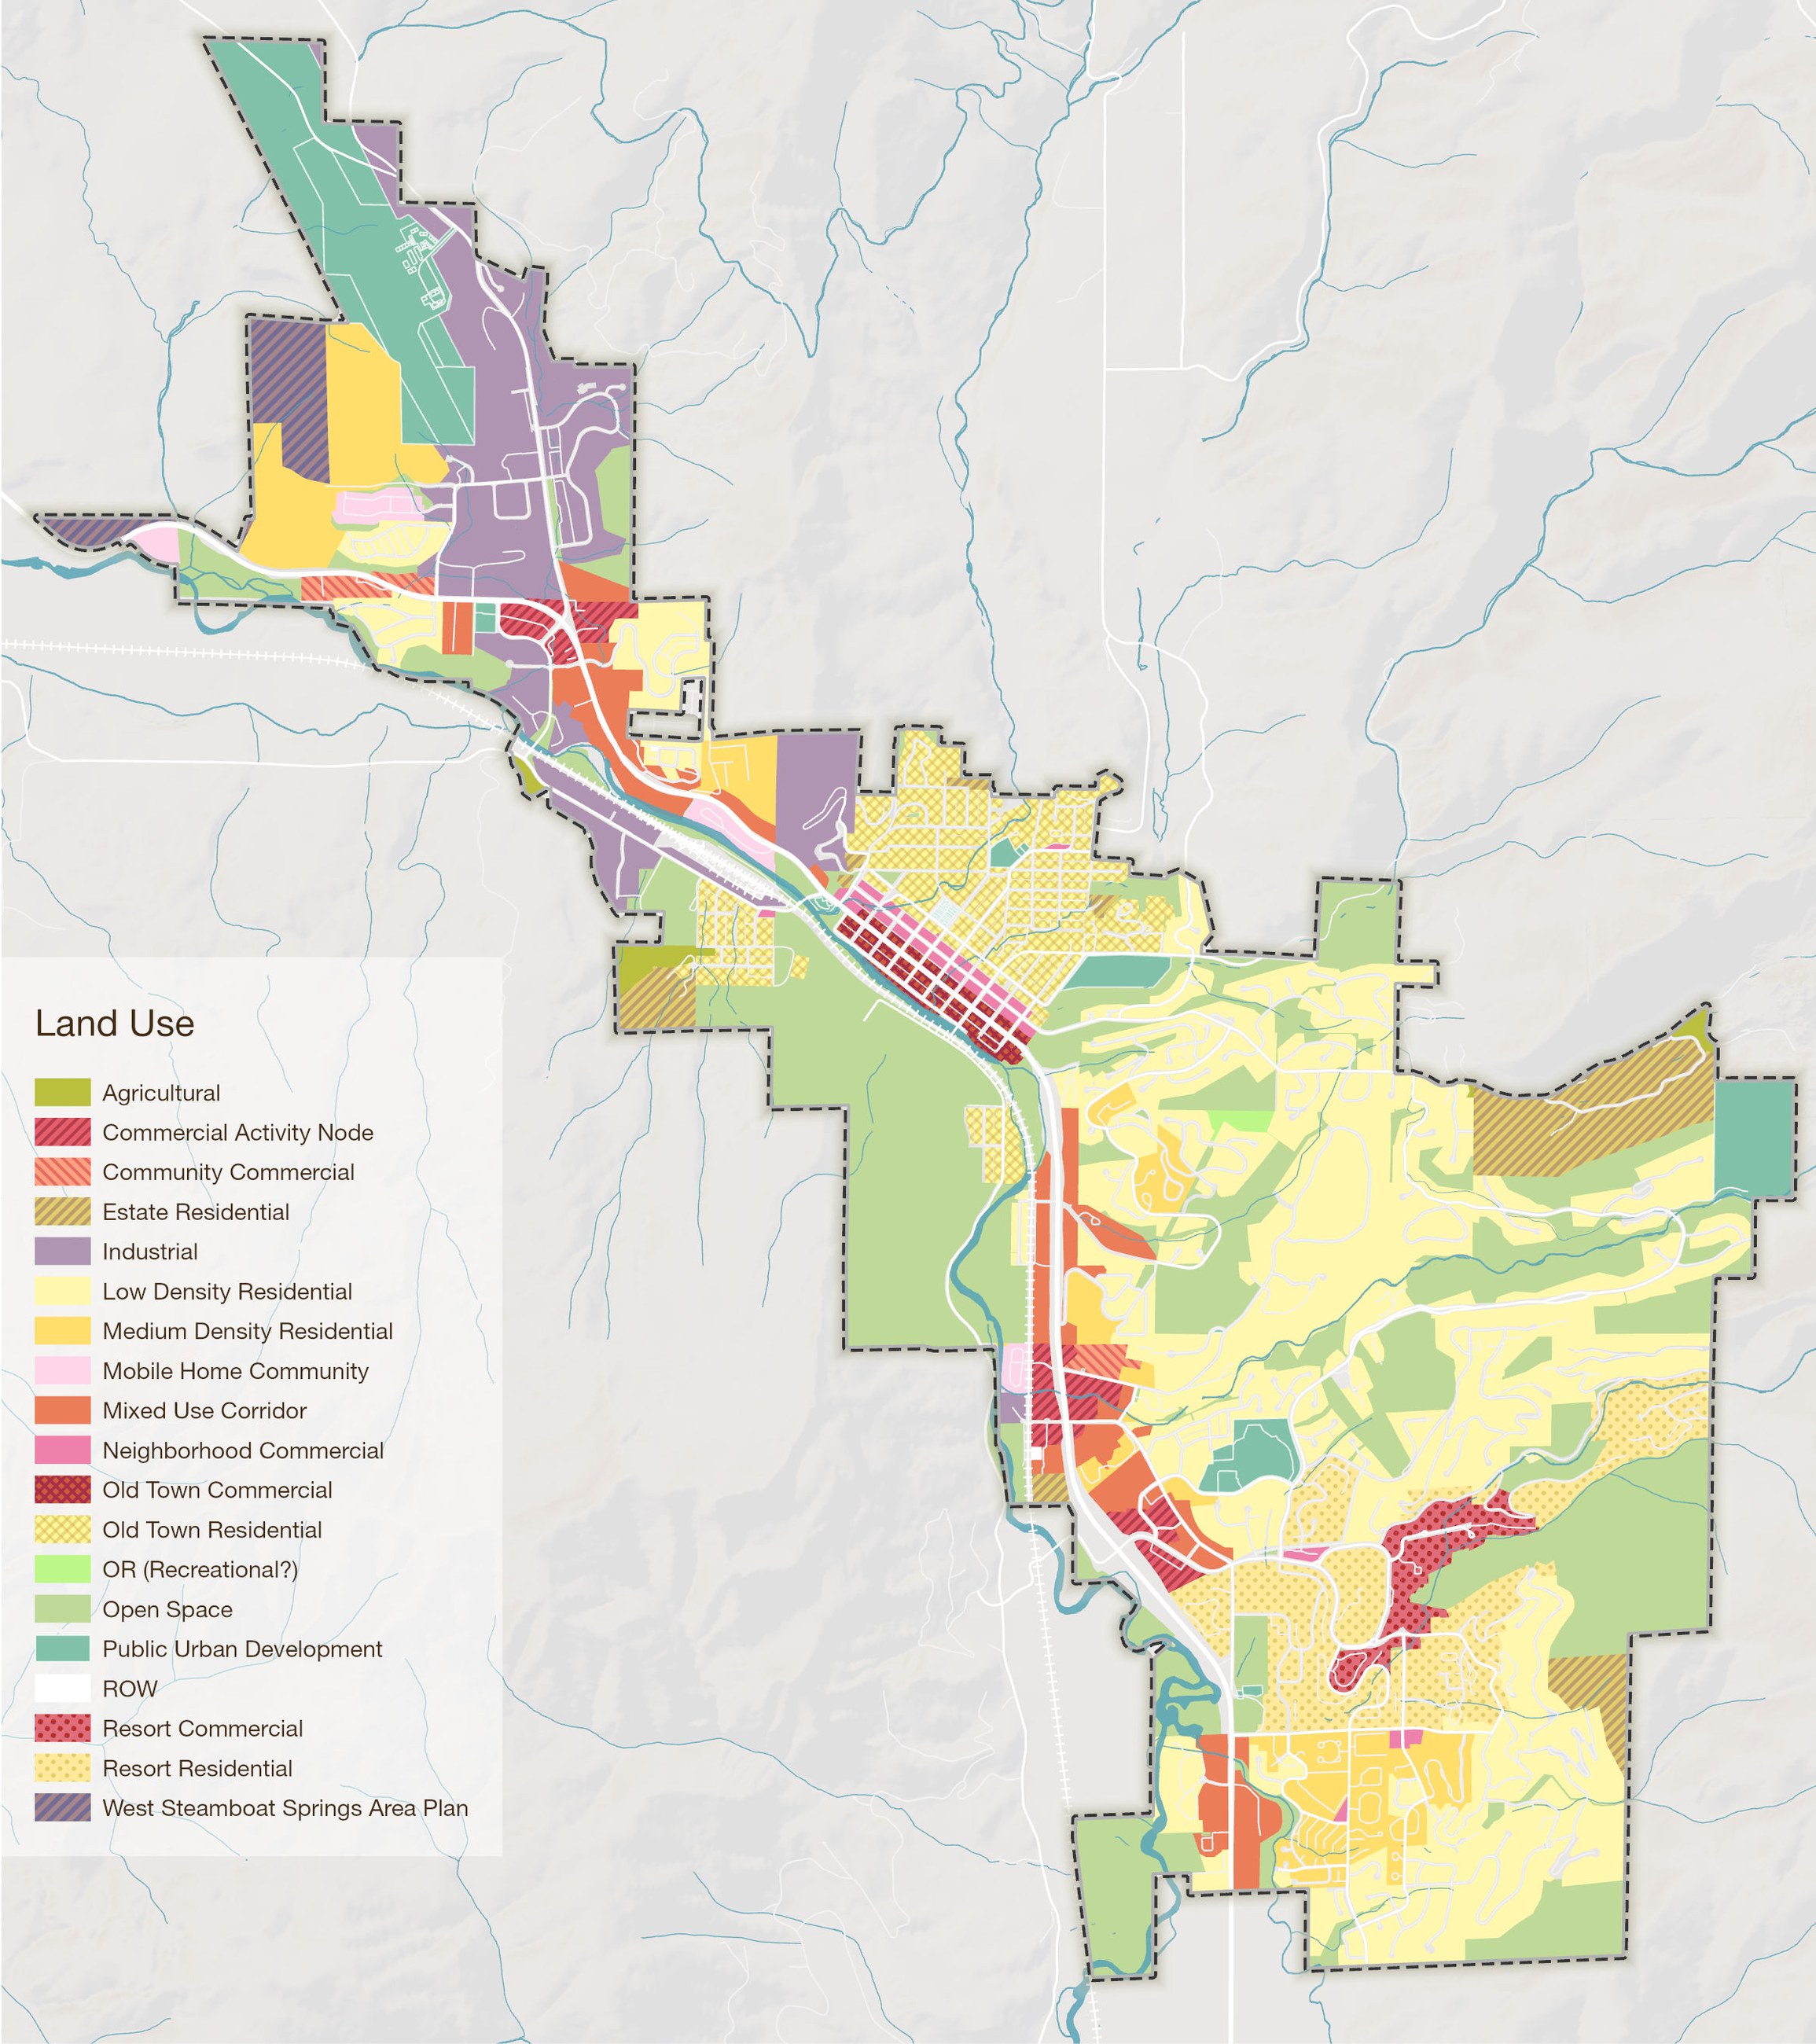 Land Use
Agricultural
Commercial Activity Node
Community Commercial
Estate Residential
Industrial
Low Density Residential
Medium Density Residential
Mobile Home Community
Mixed Use Corridor
Neighborhood Commercial
Old Town Commercial
Old Town Residential
OR (Recreational?)
Open Space
Public Urban Development
ROW
Resort Commercial
Resort Residential
West Steamboat Springs Area Plan